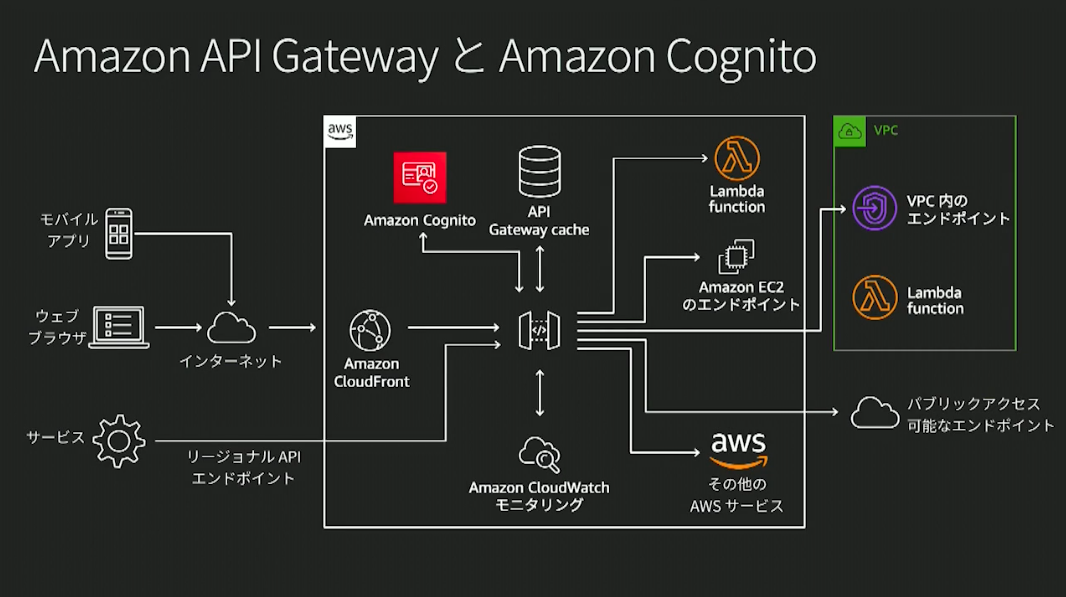 Amazon API Gateway と Amazon Cognito
aws
VPC
モバイル
アプリ
Amazon Cognito
API
Gateway cache
Lambda
function
VPC 内の
エンドポイント
Amazon EC2
のエンドポイント
Lambda
function
ウェブ
ブラウザ
インターネット
Amazon
CloudFront
サービス
リージョナル API
エンドポイント
Amazon CloudWatch
モニタリング
aws
その他の
AWS サービス
パブリックアクセス
可能なエンドポイント